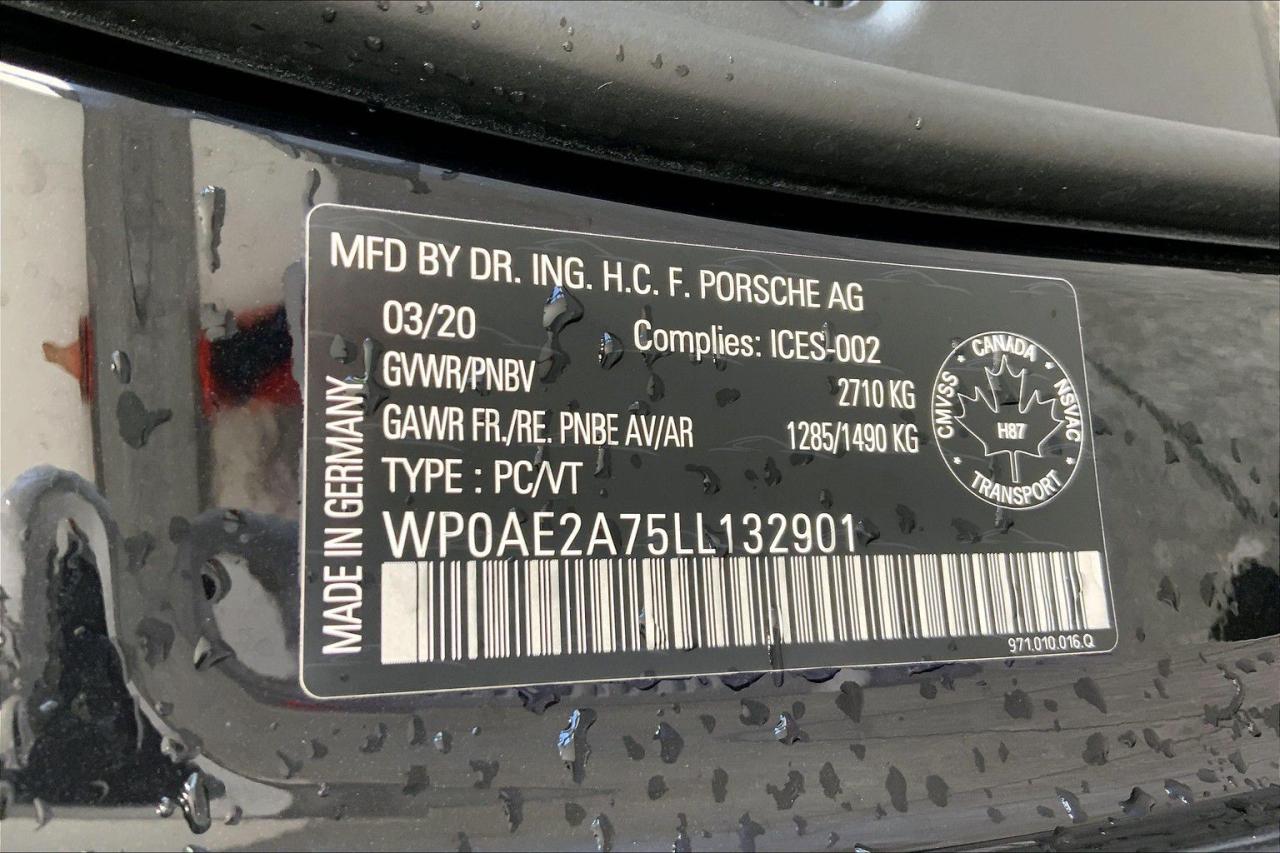 MFD BY DR. ING. H.C. F. PORSCHE AG
03/20
Complies: ICES-002
GVWR/PNBV 2710 KG
GAWR FR./RE. PNBE AV/AR 1285/1490 KG
TYPE : PC/VT
WP0AE2A75LL132901
MADE IN GERMANY
CANADA
CMVSS
NSVAC
H87
TRANSPORT
971.010.016.Q